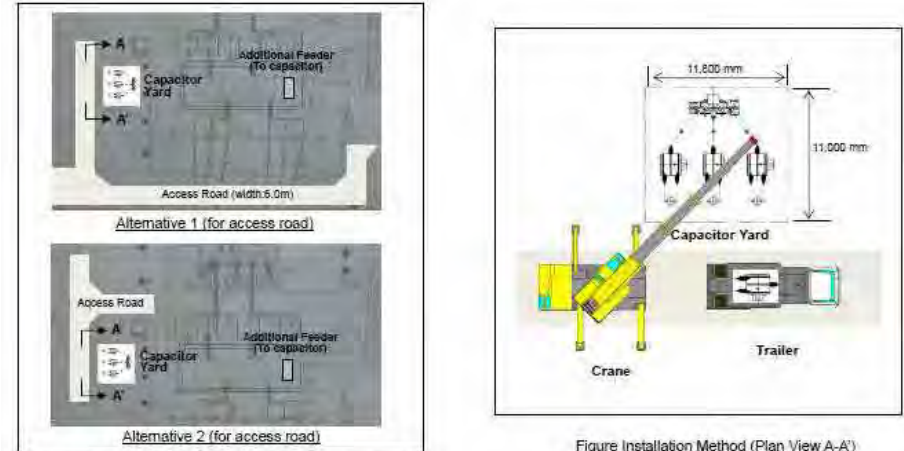 A
Additional Feeder
(To capacitor)
Capacitor
Yard
A'
Access Road (width:6.0m)
Alternative 1 (for access road)
Access Road
A
Additional Feeder
(To capacitor)
Capacitor
Yard
A'
Alternative 2 (for access road)
11,800 mm
11,000 mm
Capacitor Yard
Trailer
Crane
Figure Installation Method (Plan View A-A')